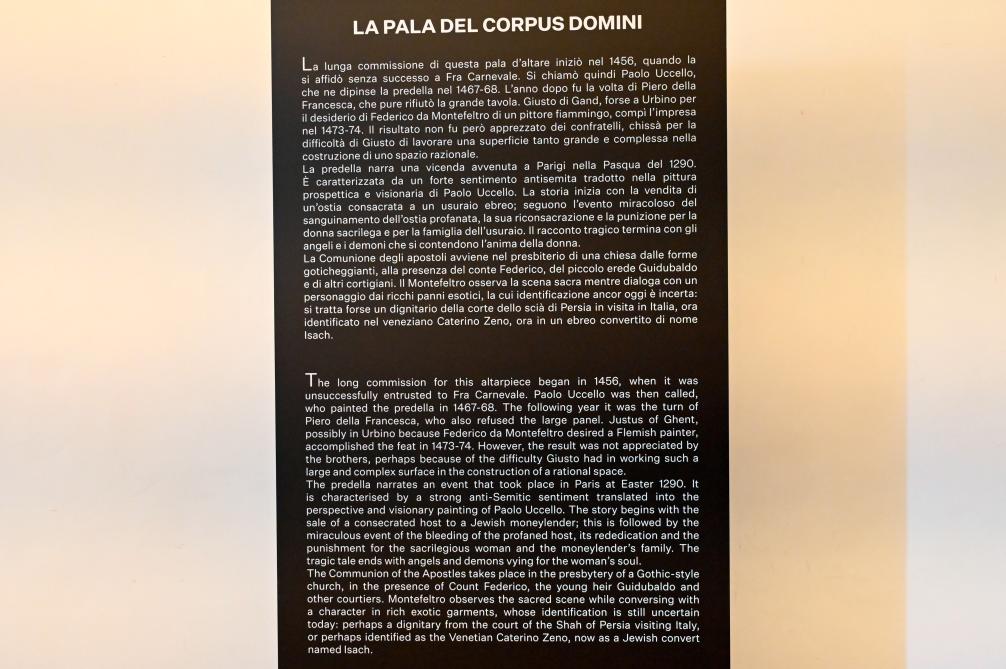 LA PALA DEL CORPUS DOMINI
La lunga commissione di questa pala d'altare iniziò nel 1456, quando la
si affidò senza successo a Fra Carnevale. Si chiamò quindi Paolo Uccello,
che ne dipinse la predella nel 1467-68. L'anno dopo fu la volta di Piero della
Francesca, che pure rifiutò la grande tavola. Giusto di Gand, forse a Urbino per
il desiderio di Federico da Montefeltro di un pittore fiammingo, compì l'impresa
nel 1473-74. Il risultato non fu però apprezzato dei confratelli, chissà per la
difficoltà di Giusto di lavorare una superficie tanto grande e complessa nella
costruzione di uno spazio razionale.
La predella narra una vicenda avvenuta a Parigi nella Pasqua del 1290.
È caratterizzata da un forte sentimento antisemita tradotto nella pittura
prospettica e visionaria di Paolo Uccello. La storia inizia con la vendita di
un'ostia consacrata a un usuraio ebreo; seguono l'evento miracoloso del
sanguinamento dell'ostia profanata, la sua riconsacrazione e la punizione per la
donna sacrilega e per la famiglia dell'usuraio. Il racconto tragico termina con gli
angeli e i demoni che si contendono l'anima della donna.
La Comunione degli apostoli avviene nel presbiterio di una chiesa dalle forme
goticheggianti, alla presenza del conte Federico, del piccolo erede Guidubaldo
e di altri cortigiani. Il Montefeltro osserva la scena sacra mentre dialoga con un
personaggio dai ricchi panni esotici, la cui identificazione ancor oggi è incerta:
si tratta forse un dignitario della corte dello scià di Persia in visita in Italia, ora
identificato nel veneziano Caterino Zeno, ora in un ebreo convertito di nome
Isach.
The long commission for this altarpiece began in 1456, when it was
unsuccessfully entrusted to Fra Carnevale. Paolo Uccello was then called,
who painted the predella in 1467-68. The following year it was the turn of
Piero della Francesca, who also refused the large panel. Justus of Ghent,
possibly in Urbino because Federico da Montefeltro desired a Flemish painter,
accomplished the feat in 1473-74. However, the result was not appreciated by
the brothers, perhaps because of the difficulty Giusto had in working such a
large and complex surface in the construction of a rational space.
The predella narrates an event that took place in Paris at Easter 1290. It
is characterised by a strong anti-Semitic sentiment translated into the
perspective and visionary painting of Paolo Uccello. The story begins with the
sale of a consecrated host to a Jewish moneylender; this is followed by the
miraculous event of the bleeding of the profaned host, its rededication and the
punishment for the sacrilegious woman and the moneylender's family. The
tragic tale ends with angels and demons vying for the woman's soul.
The Communion of the Apostles takes place in the presbytery of a Gothic-style
church, in the presence of Count Federico, the young heir Guidubaldo and
other courtiers. Montefeltro observes the sacred scene while conversing with
a character in rich exotic garments, whose identification is still uncertain
today: perhaps a dignitary from the court of the Shah of Persia visiting Italy,
or perhaps identified as the Venetian Caterino Zeno, now as a Jewish convert
named Isach.